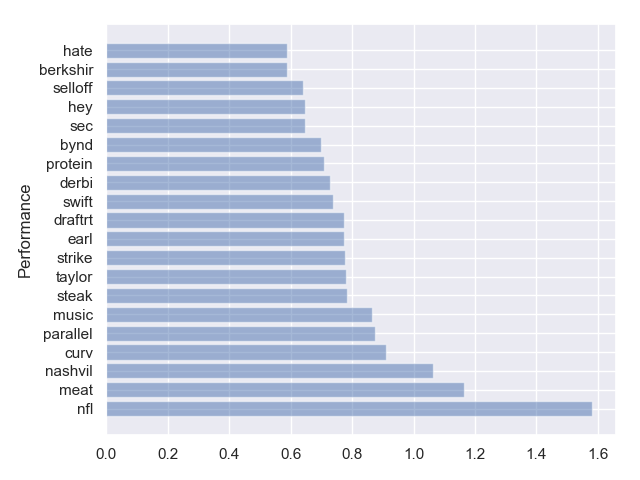 hate
berkshir
selloff
hey
sec
bynd
protein
derbi
swift
draftrt
earl
strike
taylor
steak
music
parallel
curv
nashvil
meat
nfl
Performance
0.0 0.2 0.4 0.6 0.8 1.0 1.2 1.4 1.6